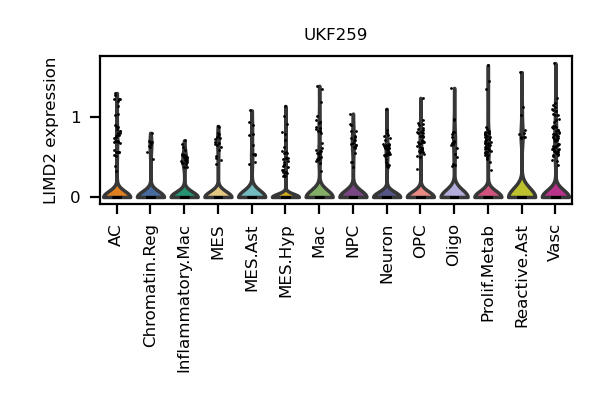 UKF259
LIMD2 expression
1
0
AC
Chromatin.Reg
Inflammatory.Mac
MES
MES.Ast
MES.Hyp
Mac
NPC
Neuron
OPC
Oligo
Prolif.Metab
Reactive.Ast
Vasc